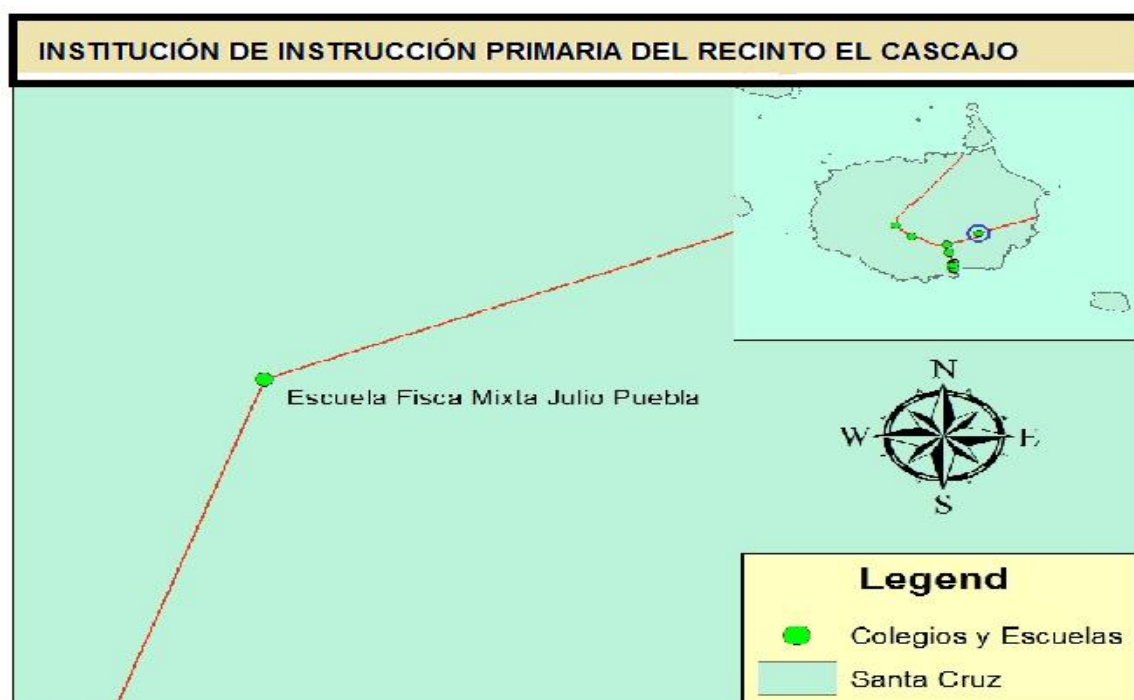 INSTITUCIÓN DE INSTRUCCIÓN PRIMARIA DEL RECINTO EL CASCAJO
Escuela Fisca Mixta Julio Puebla
N
W
E
S
Legend
Colegios y Escuelas
Santa Cruz